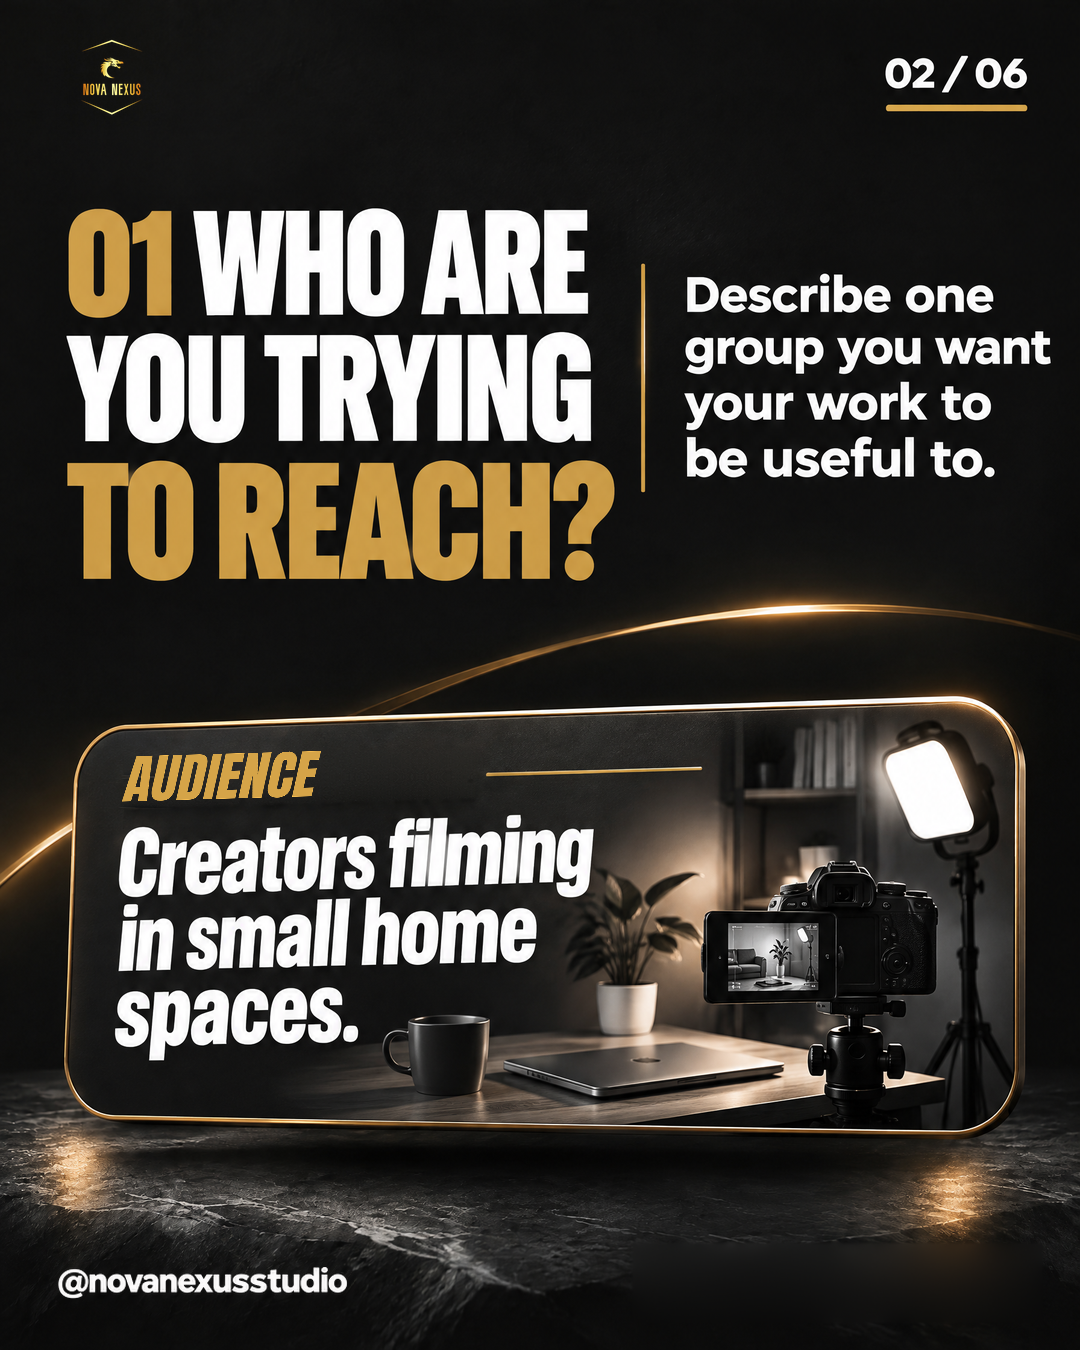 NOVA NEXUS
02 / 06
01 WHO ARE
YOU TRYING
TO REACH?
Describe one
group you want
your work to
be useful to.
AUDIENCE
Creators filming
in small home
spaces.
@novanexusstudio